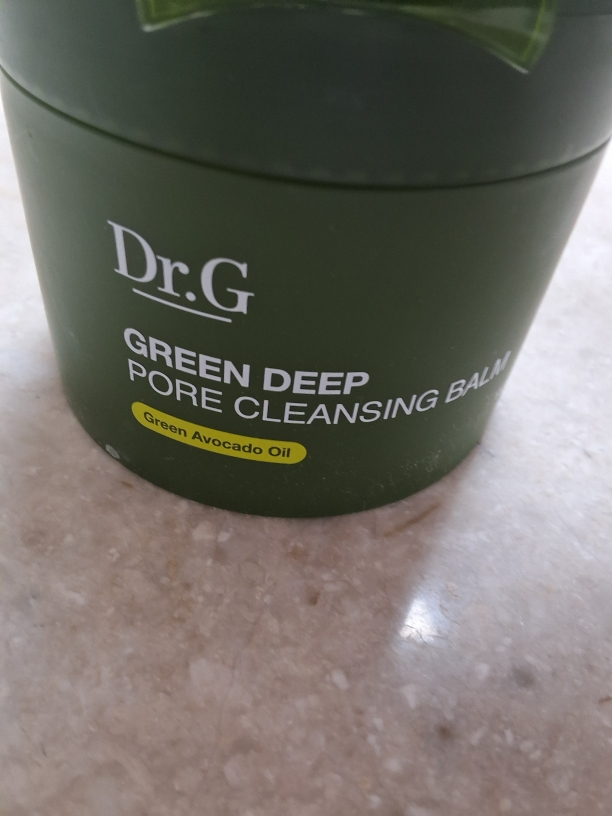 Dr.G
GREEN DEEP
PORE CLEANSING BALM
Green Avocado Oil